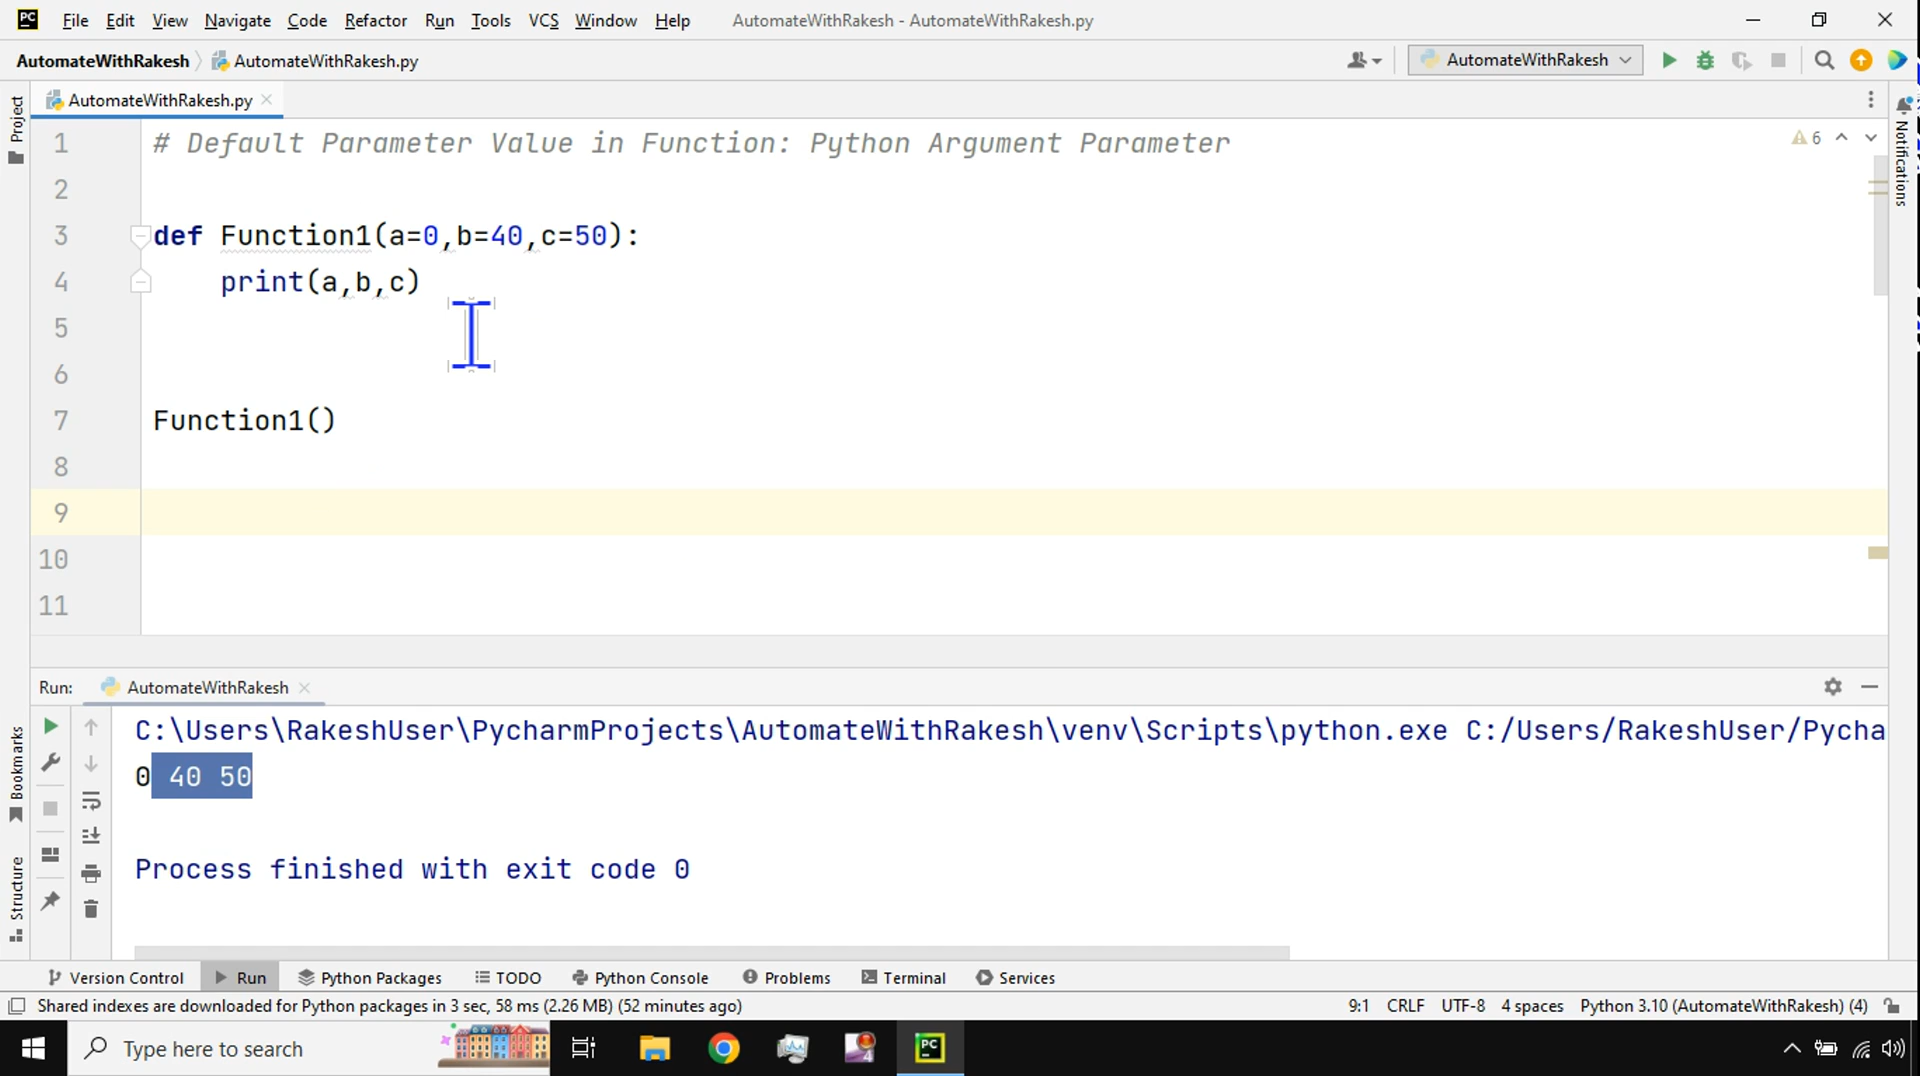 PC File Edit View Navigate Code Refactor Run Tools VCS Window Help AutomateWithRakesh - AutomateWithRakesh.py
AutomateWithRakesh AutomateWithRakesh.py AutomateWithRakesh
Project AutomateWithRakesh.py
Notifications
1 # Default Parameter Value in Function: Python Argument Parameter 6
2
3 def Function1(a=0,b=40,c=50):
4 print(a,b,c)
5
6
7 Function1()
8
9
10
11
Run: AutomateWithRakesh
C:\Users\RakeshUser\PycharmProjects\AutomateWithRakesh\venv\Scripts\python.exe C:/Users/RakeshUser/Pycha
0 40 50
Process finished with exit code 0
Bookmarks
Structure
Version Control Run Python Packages TODO Python Console Problems Terminal Services
Shared indexes are downloaded for Python packages in 3 sec, 58 ms (2.26 MB) (52 minutes ago) 9:1 CRLF UTF-8 4 spaces Python 3.10 (AutomateWithRakesh) (4)
Type here to search 4 PC